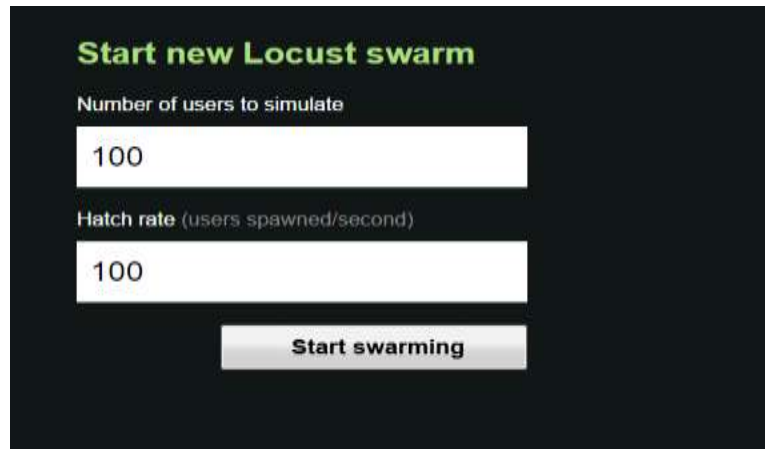 Start new Locust swarm
Number of users to simulate
100
Hatch rate (users spawned/second)
100
Start swarming